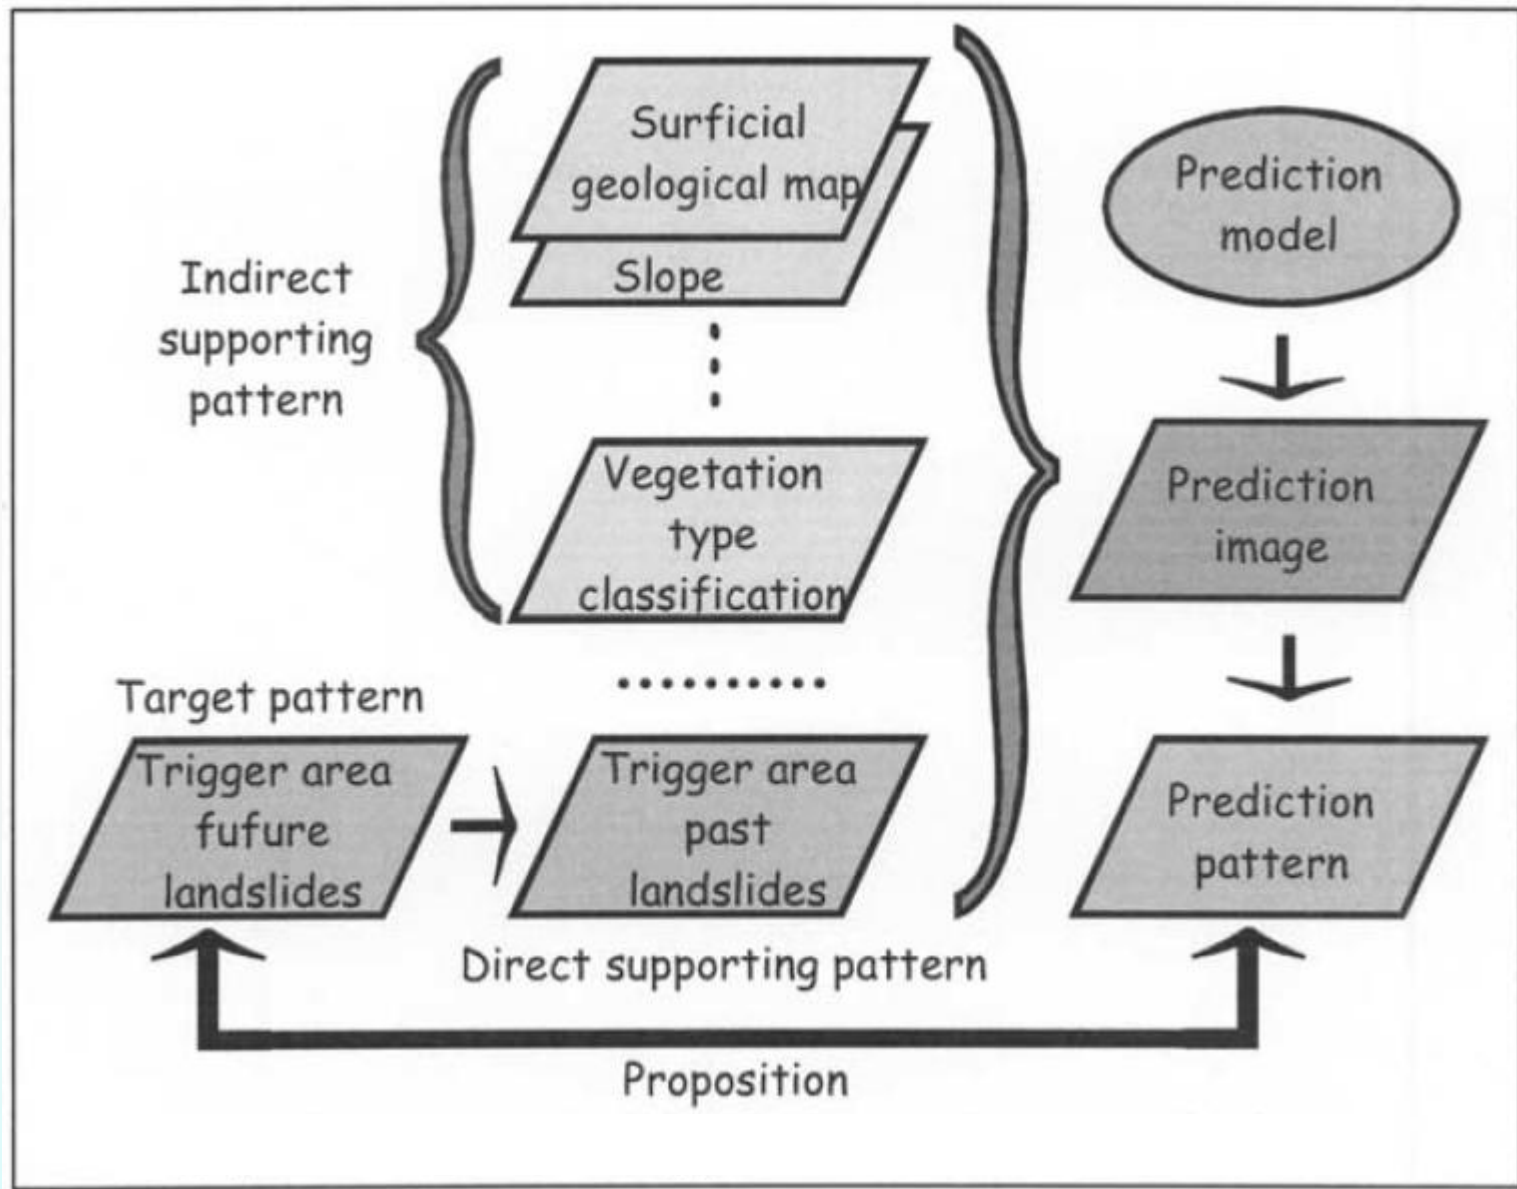 Surficial
geological map
Slope
Indirect
supporting
pattern
Vegetation
type
classification
Target pattern
Trigger area
fufure
landslides
Trigger area
past
landslides
Direct supporting pattern
Proposition
Prediction
model
Prediction
image
Prediction
pattern